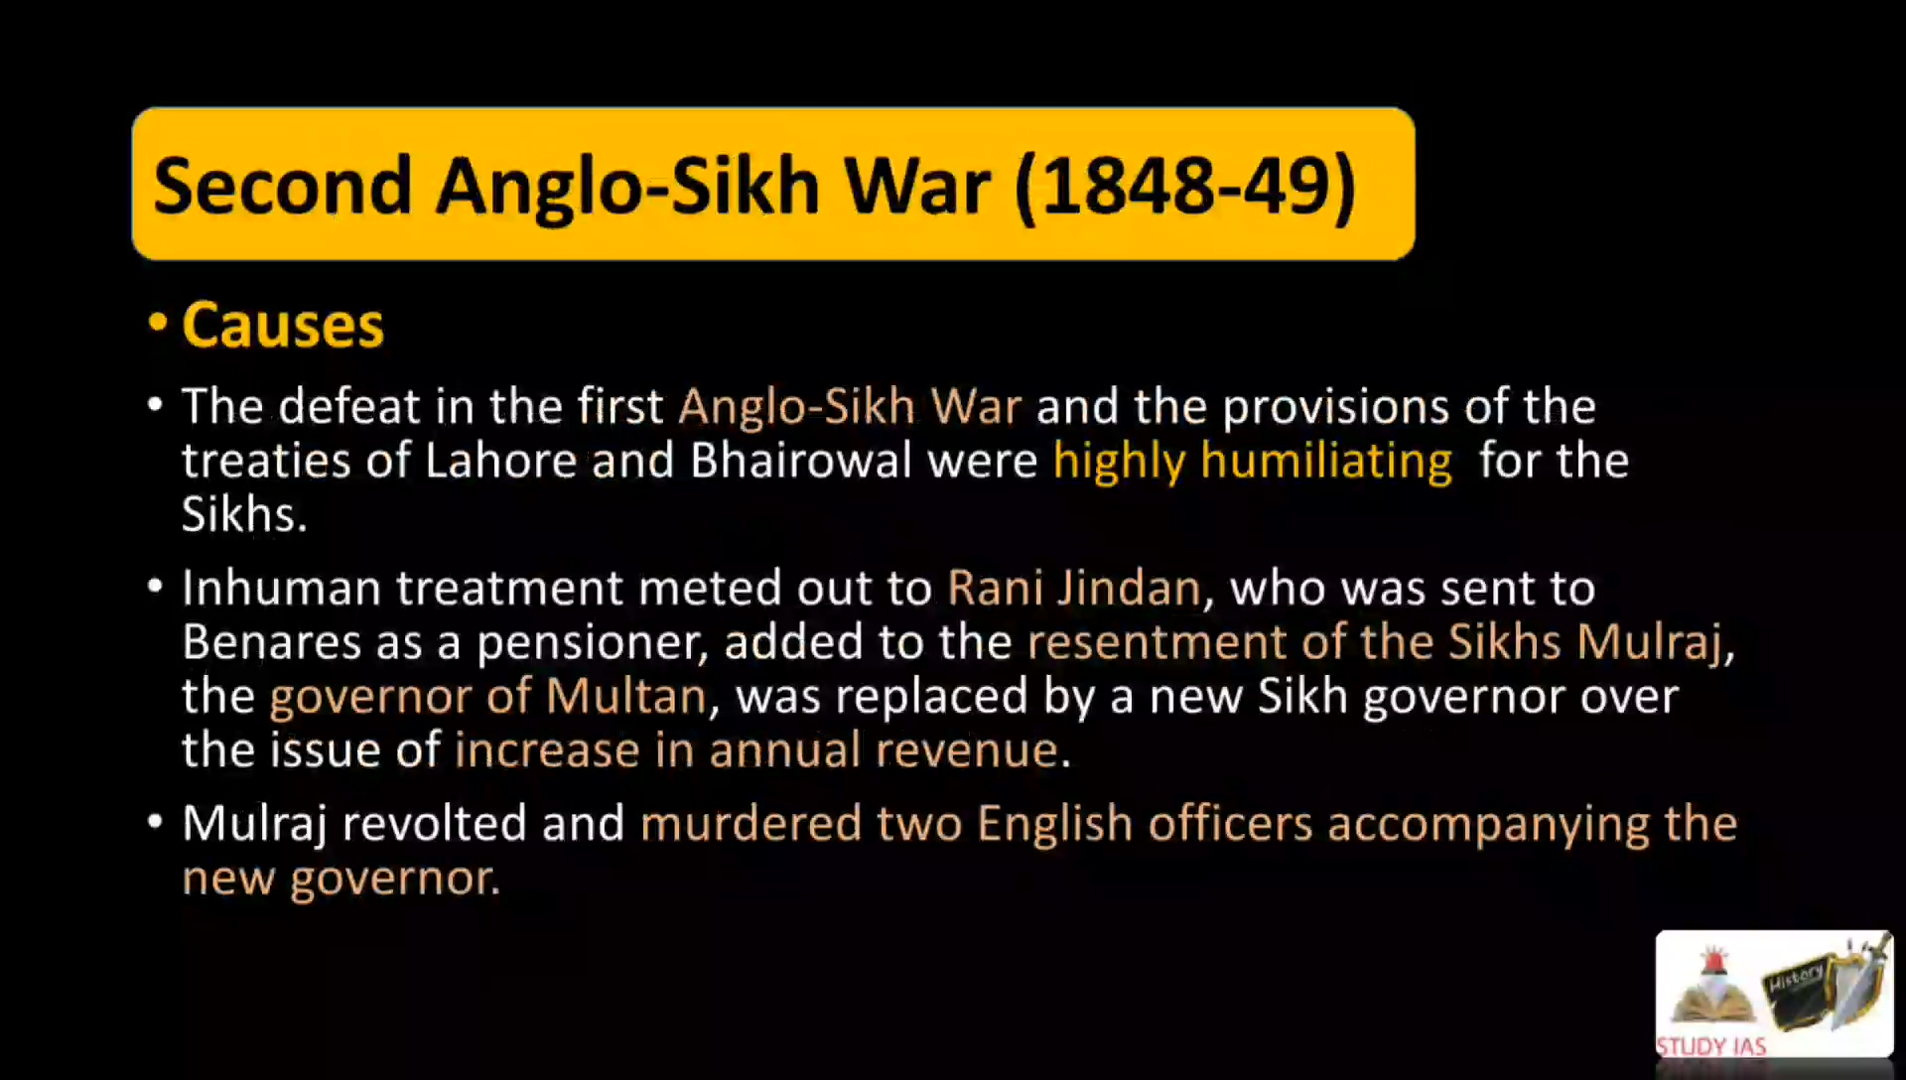 Second Anglo-Sikh War (1848-49)
• Causes
• The defeat in the first Anglo-Sikh War and the provisions of the
treaties of Lahore and Bhairowal were highly humiliating for the
Sikhs.
• Inhuman treatment meted out to Rani Jindan, who was sent to
Benares as a pensioner, added to the resentment of the Sikhs Mulraj,
the governor of Multan, was replaced by a new Sikh governor over
the issue of increase in annual revenue.
• Mulraj revolted and murdered two English officers accompanying the
new governor.
History
STUDY IAS